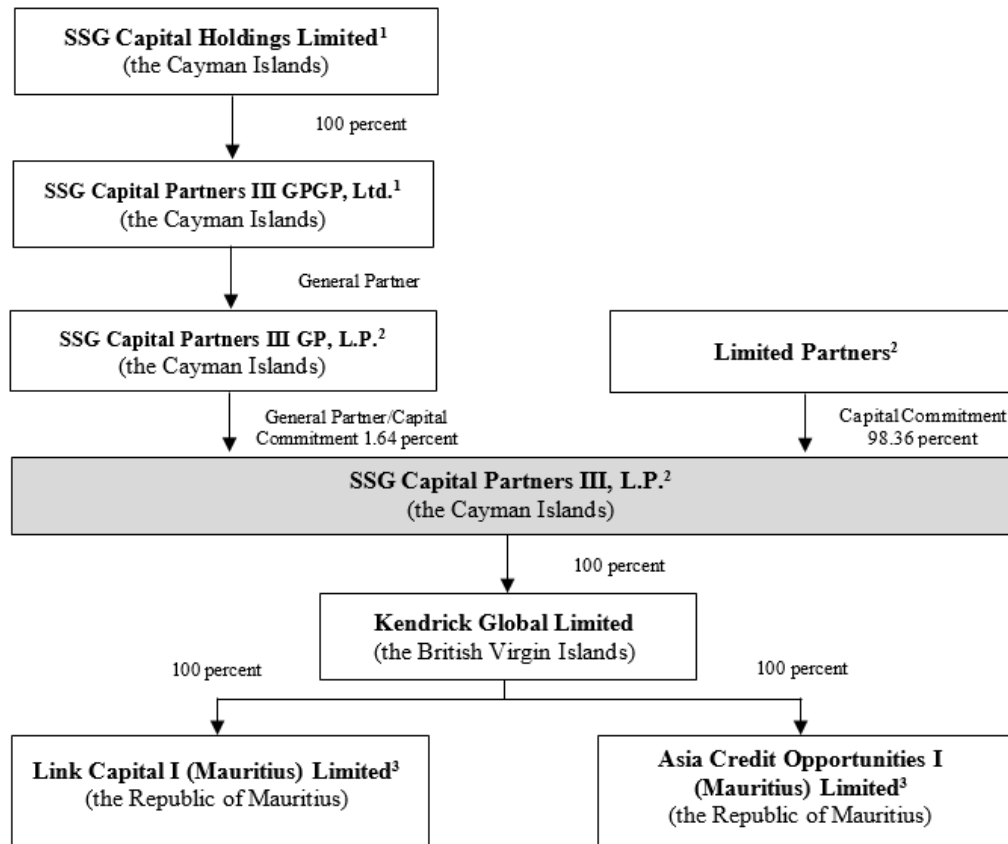 SSG Capital Holdings Limited¹
(the Cayman Islands)
100 percent
SSG Capital Partners III GPGP, Ltd.¹
(the Cayman Islands)
General Partner
SSG Capital Partners III GP, L.P.²
(the Cayman Islands)
Limited Partners²
General Partner/Capital
Commitment 1.64 percent
Capital Commitment
98.36 percent
SSG Capital Partners III, L.P.²
(the Cayman Islands)
100 percent
Kendrick Global Limited
(the British Virgin Islands)
100 percent
100 percent
Link Capital I (Mauritius) Limited³
(the Republic of Mauritius)
Asia Credit Opportunities I
(Mauritius) Limited³
(the Republic of Mauritius)